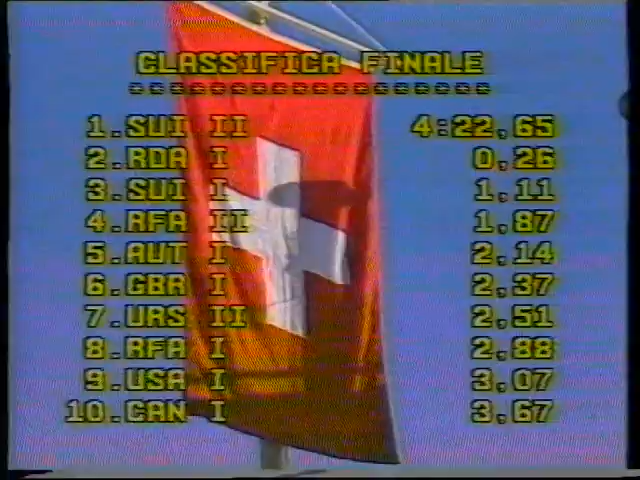 CLASSIFICA FINALE
*****************
1.SUI II 4:22,65
2.RDA I 0,26
3.SUI I 1,11
4.RFA II 1,87
5.AUT I 2,14
6.GBR I 2,37
7.URS II 2,51
8.RFA I 2,88
9.USA I 3,07
10.CAN I 3,67